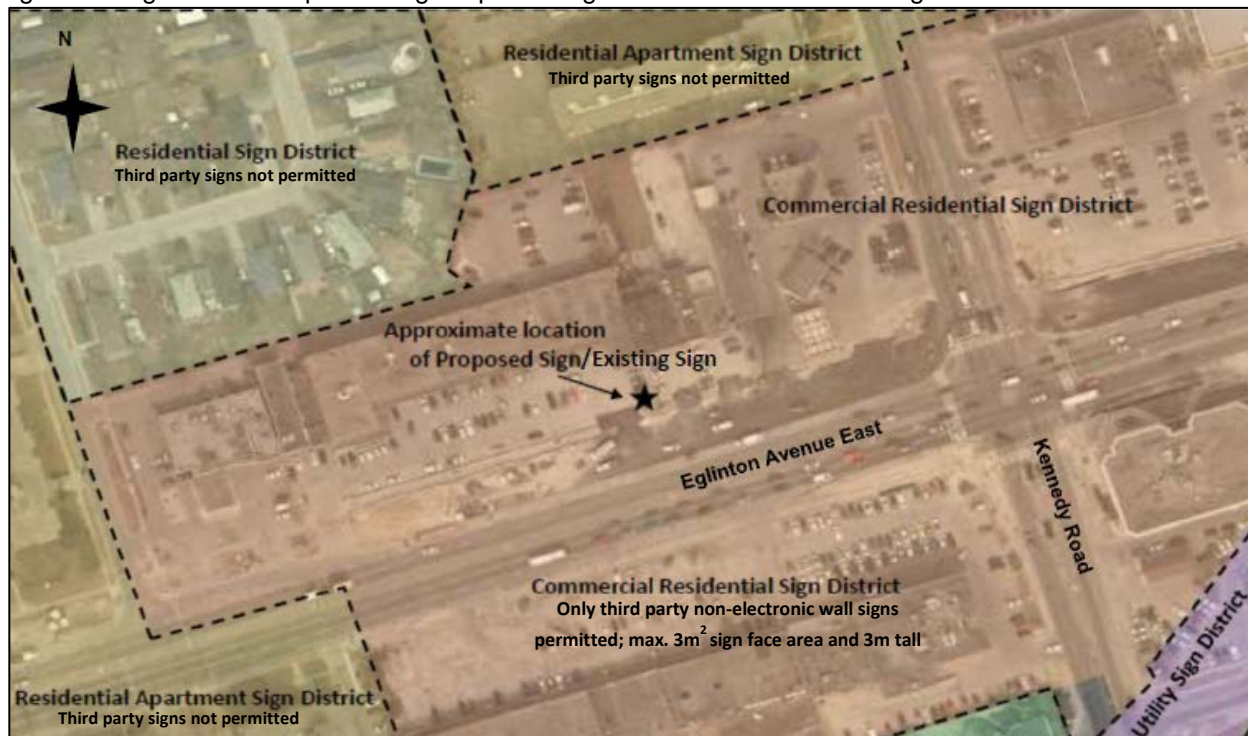 N
Residential Apartment Sign District
Third party signs not permitted
Residential Sign District
Third party signs not permitted
Commercial Residential Sign District
Approximate location
of Proposed Sign/Existing Sign
Eglinton Avenue East
Kennedy Road
Commercial Residential Sign District
Only third party non-electronic wall signs
permitted; max. 3m² sign face area and 3m tall
Utility Sign District
Residential Apartment Sign District
Third party signs not permitted